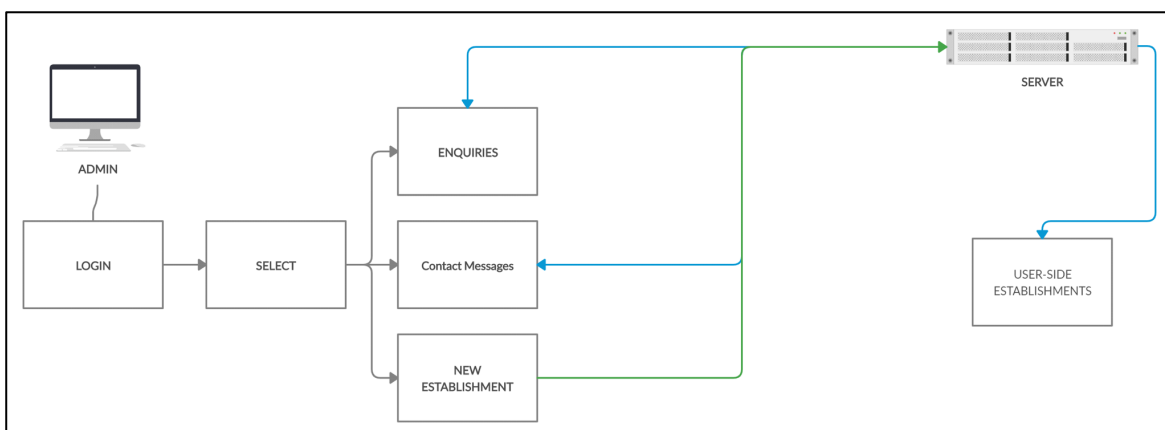 SERVER
ADMIN
ENQUIRIES
LOGIN
SELECT
Contact Messages
USER-SIDE
ESTABLISHMENTS
NEW
ESTABLISHMENT